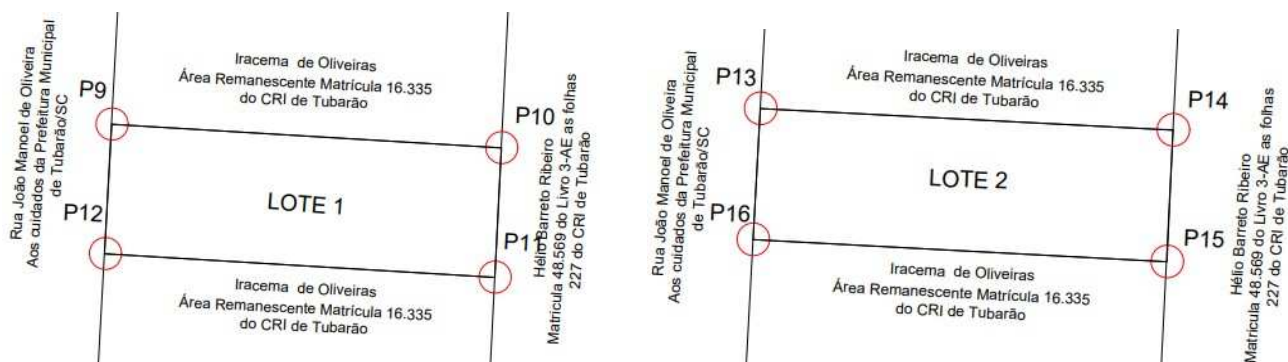 Rua João Manoel de Oliveira
Aos cuidados da Prefeitura Municipal
de Tubarão/SC
Iracema de Oliveiras
Área Remanescente Matrícula 16.335
do CRI de Tubarão
P9
P10
LOTE 1
P12
P11
Hélio Barreto Ribeiro
Matricula 48.569 do Livro 3-AE as folhas
227 do CRI de Tubarão
Iracema de Oliveiras
Área Remanescente Matrícula 16.335
do CRI de Tubarão
Rua João Manoel de Oliveira
Aos cuidados da Prefeitura Municipal
de Tubarão/SC
Iracema de Oliveiras
Área Remanescente Matrícula 16.335
do CRI de Tubarão
P13
P14
LOTE 2
P16
P15
Hélio Barreto Ribeiro
Matricula 48.569 do Livro 3-AE as folhas
227 do CRI de Tubarão
Iracema de Oliveiras
Área Remanescente Matrícula 16.335
do CRI de Tubarão